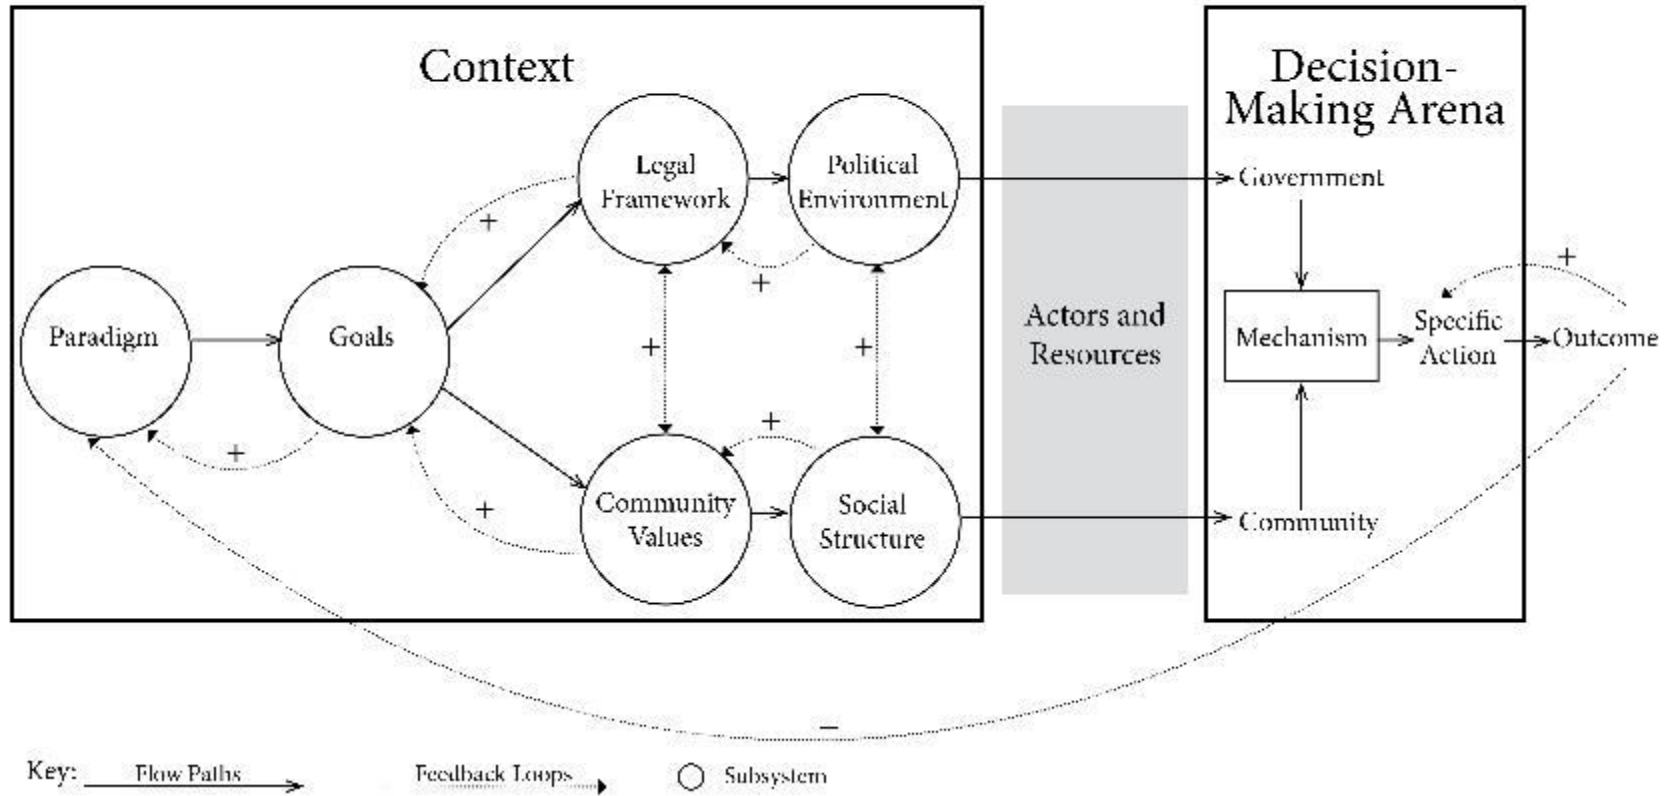 Context
Decision-
Making Arena
Legal
Framework
Political
Environment
Government
+
+
+
Paradigm
Goals
+
+
Actors and
Resources
Mechanism
Specific
Action
Outcome
+
+
+
Community
Values
Social
Structure
Community
−
Key:
Flow Paths
Feedback Loops
Subsystem